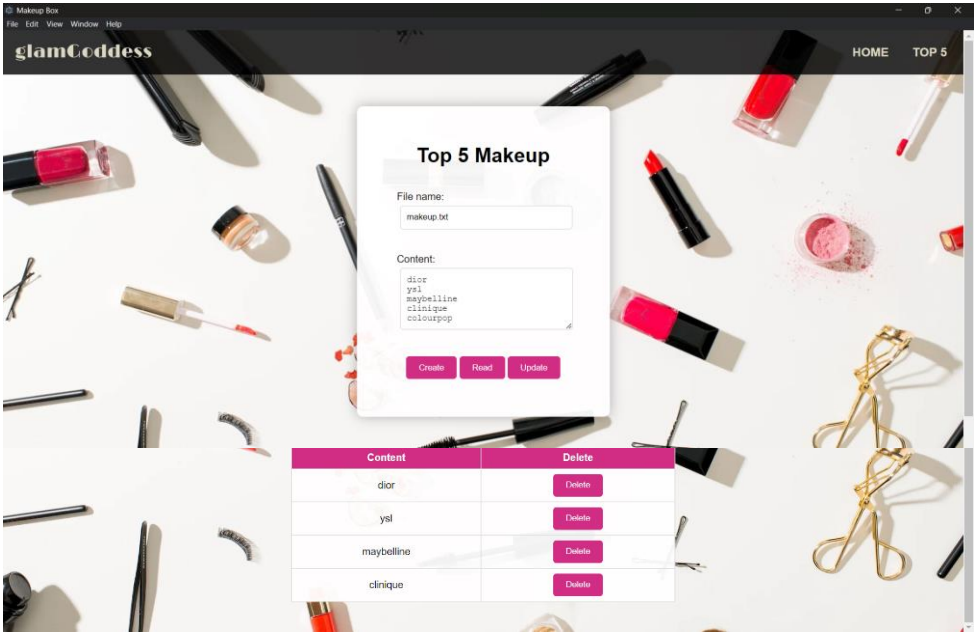 Makeup Box
File Edit View Window Help
glamGoddess
HOME TOP 5
Top 5 Makeup
File name:
makeup.txt
Content:
dior
ysl
maybelline
clinique
colourpop
Create Read Update
Content Delete
dior Delete
ysl Delete
maybelline Delete
clinique Delete